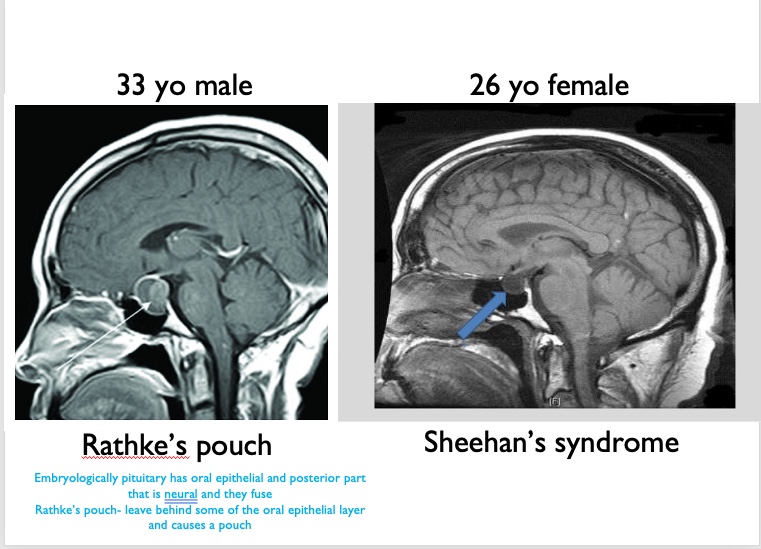 33 yo male
26 yo female
[F]
Rathke's pouch
Sheehan's syndrome
Embryologically pituitary has oral epithelial and posterior part
that is neural and they fuse
Rathke's pouch- leave behind some of the oral epithelial layer
and causes a pouch